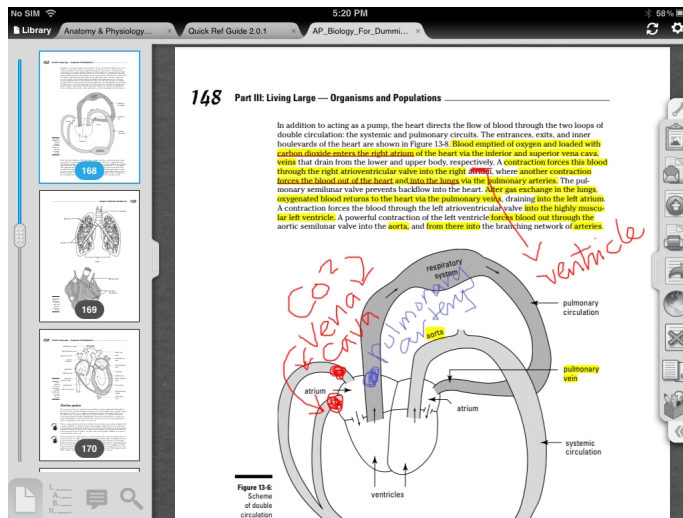 No SIM
5:20 PM
58%
Library
Anatomy & Physiology... ×
Quick Ref Guide 2.0.1 ×
AP_Biology_For_Dummi... ×
168
169
170
148 Part III: Living Large — Organisms and Populations
In addition to acting as a pump, the heart directs the flow of blood through the two loops of
double circulation: the systemic and pulmonary circuits. The entrances, exits, and inner
boulevards of the heart are shown in Figure 13-8. Blood emptied of oxygen and loaded with
carbon dioxide enters the right atrium of the heart via the inferior and superior vena cava,
veins that drain from the lower and upper body, respectively. A contraction forces this blood
through the right atrioventricular valve into the right atrium, where another contraction
forces the blood out of the heart and into the lungs via the pulmonary arteries. The pul-
monary semilunar valve prevents backflow into the heart. After gas exchange in the lungs,
oxygenated blood returns to the heart via the pulmonary veins, draining into the left atrium.
A contraction forces the blood through the left atrioventricular valve into the highly muscu-
lar left ventricle. A powerful contraction of the left ventricle forces blood out through the
aortic semilunar valve into the aorta, and from there into the branching network of arteries.
ventricle
respiratory
system
CO2
Vena
Cava
pulmonary
artery
pulmonary
circulation
aorta
pulmonary
vein
atrium
atrium
systemic
circulation
ventricles
Figure 13-6:
Scheme
of double
circulation
I.
A.
B.